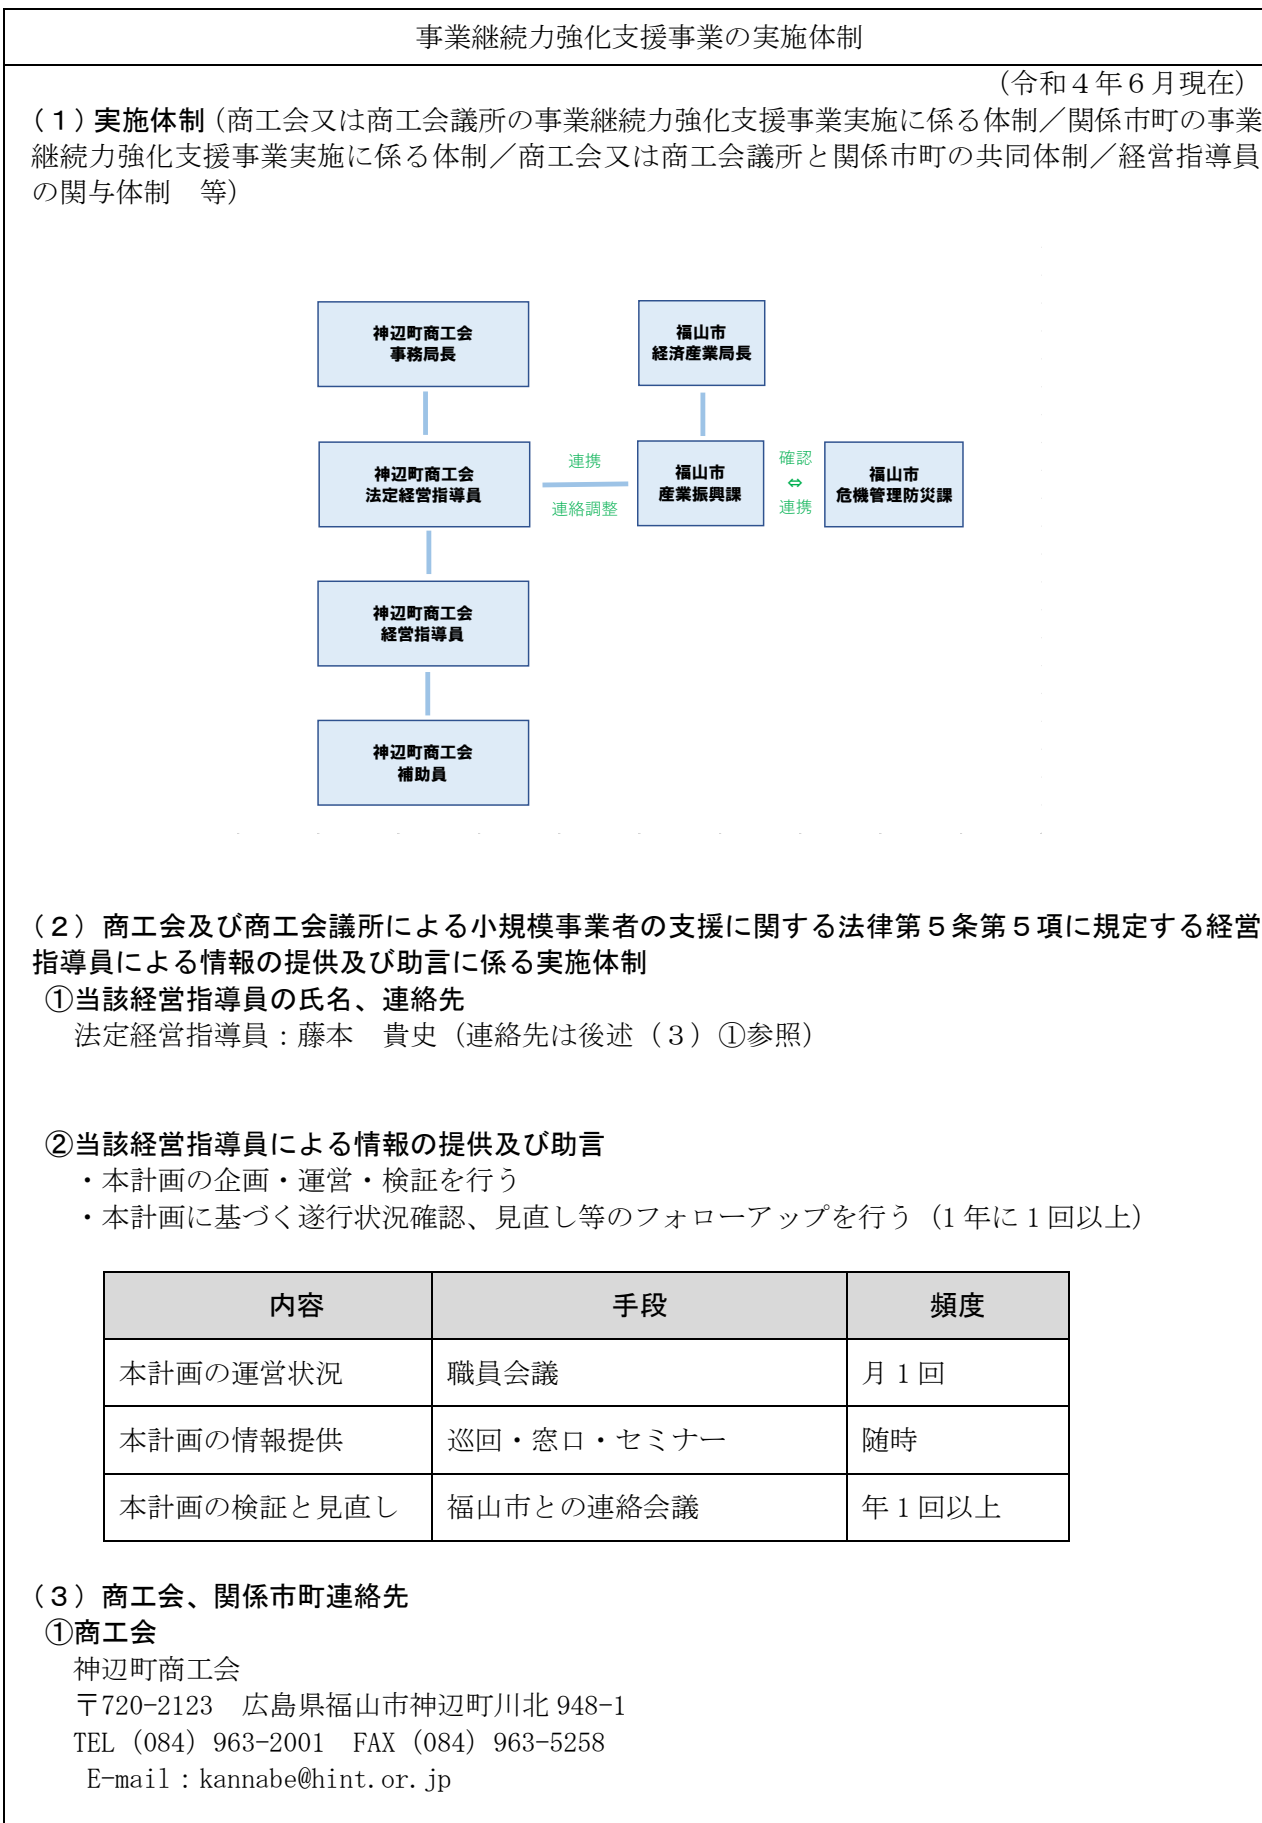 事業継続力強化支援事業の実施体制
（令和４年６月現在）
（１）実施体制（商工会又は商工会議所の事業継続力強化支援事業実施に係る体制／関係市町の事業
継続力強化支援事業実施に係る体制／商工会又は商工会議所と関係市町の共同体制／経営指導員
の関与体制　等）
神辺町商工会
事務局長
福山市
経済産業局長
神辺町商工会
法定経営指導員
連携
連絡調整
福山市
産業振興課
確認
⇔
連携
福山市
危機管理防災課
神辺町商工会
経営指導員
神辺町商工会
補助員
（２）商工会及び商工会議所による小規模事業者の支援に関する法律第５条第５項に規定する経営
指導員による情報の提供及び助言に係る実施体制
①当該経営指導員の氏名、連絡先
法定経営指導員：藤本　貴史（連絡先は後述（３）①参照）
②当該経営指導員による情報の提供及び助言
・本計画の企画・運営・検証を行う
・本計画に基づく遂行状況確認、見直し等のフォローアップを行う（1 年に 1 回以上）
内容　手段　頻度
本計画の運営状況　職員会議　月 1 回
本計画の情報提供　巡回・窓口・セミナー　随時
本計画の検証と見直し　福山市との連絡会議　年 1 回以上
（３）商工会、関係市町連絡先
①商工会
神辺町商工会
〒720-2123　広島県福山市神辺町川北 948-1
TEL（084）963-2001　FAX（084）963-5258
E-mail：kannabe@hint.or.jp